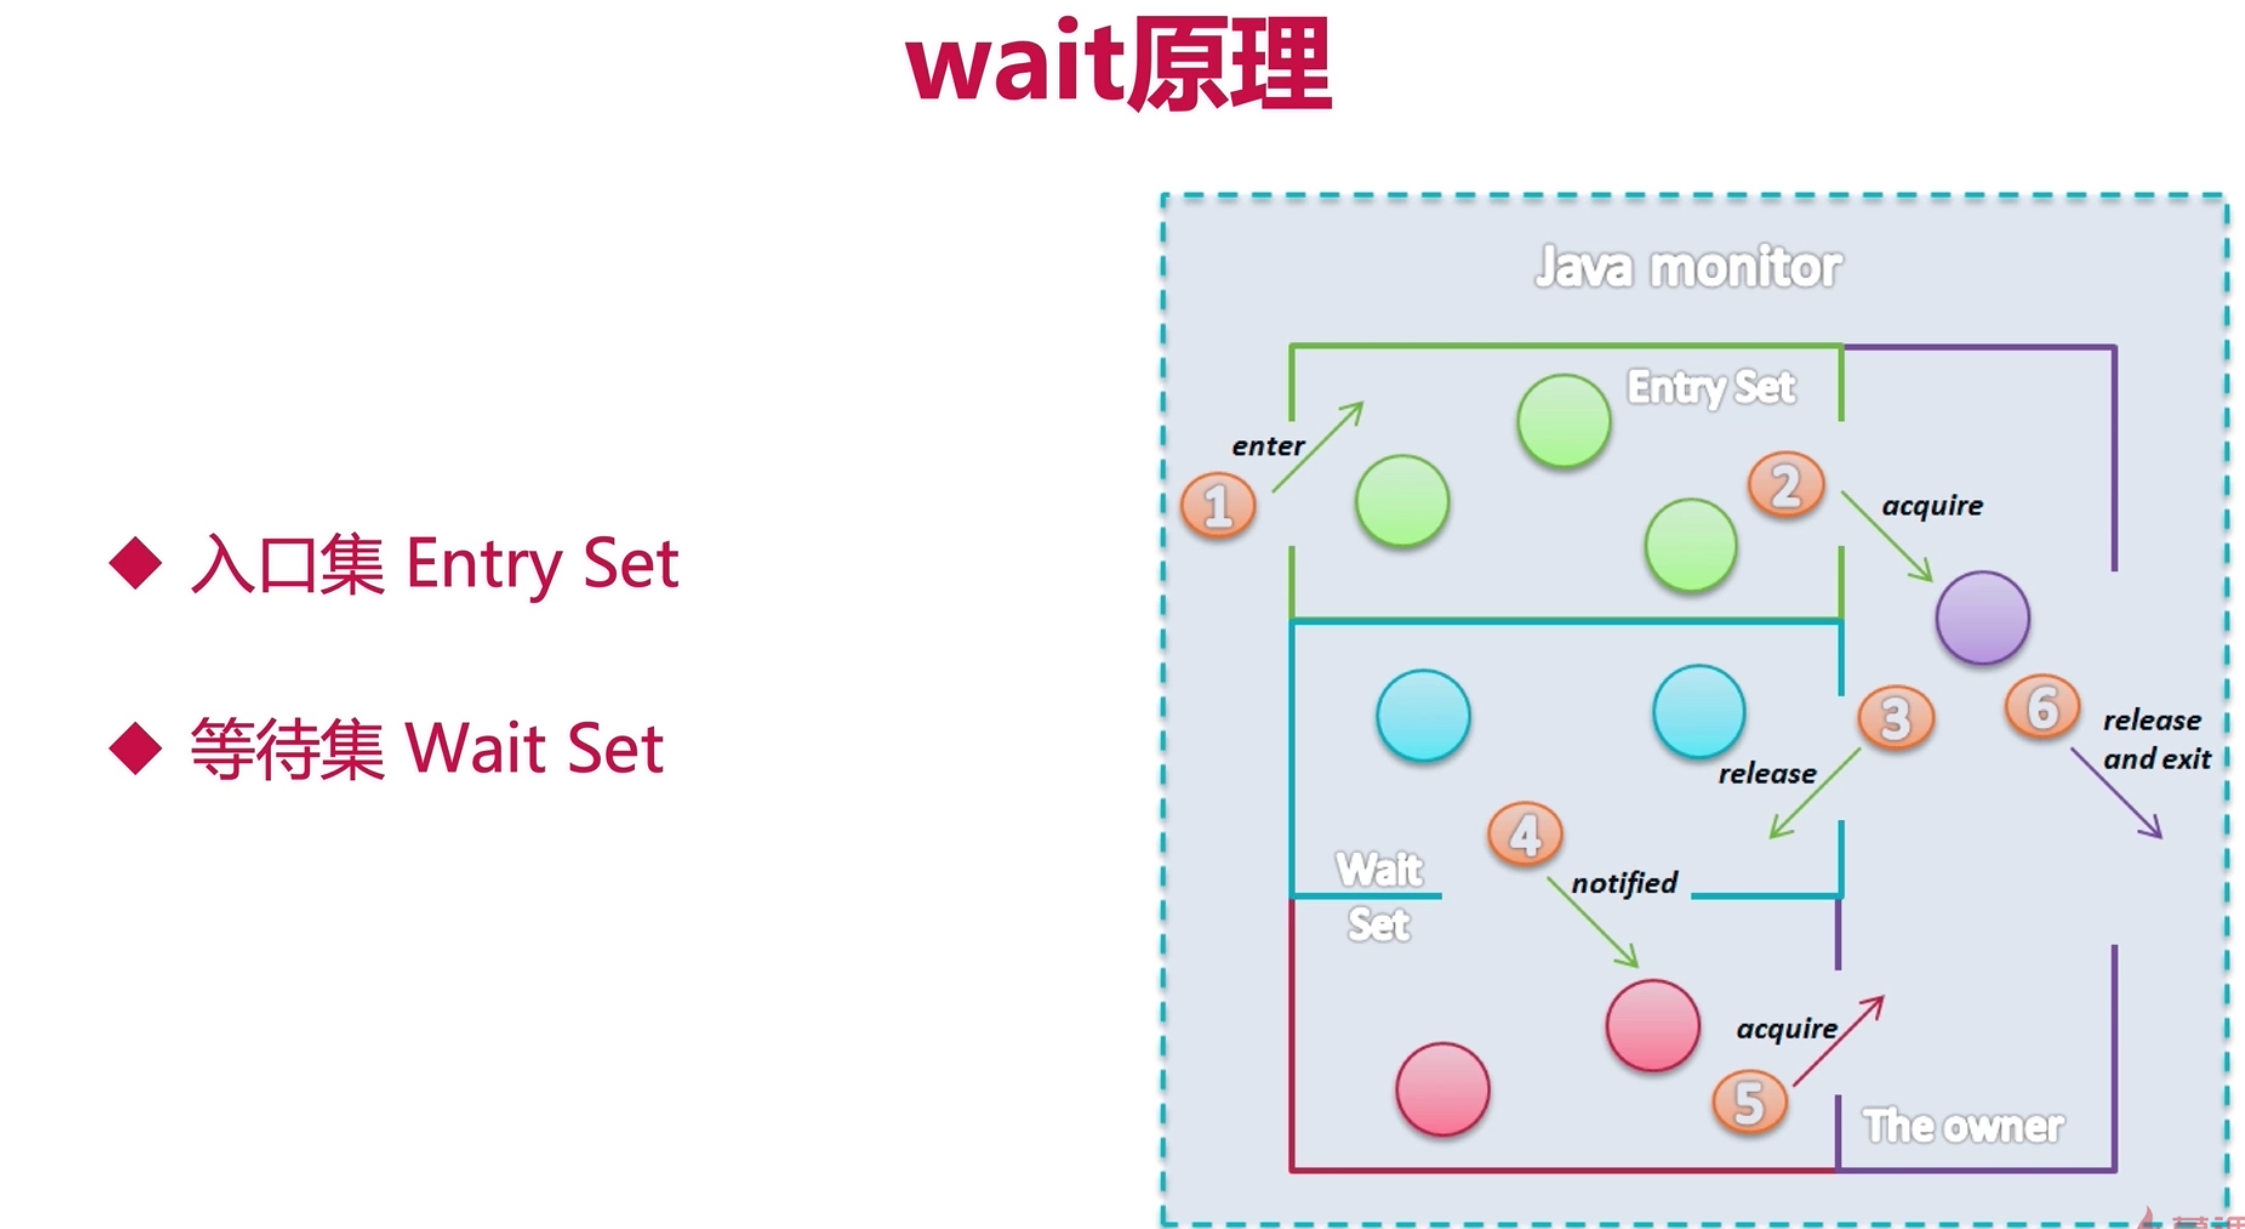 wait原理
入口集 Entry Set
等待集 Wait Set
Java monitor
Entry Set
enter
1
2
acquire
3
6
release
and exit
release
4
notified
Wait
Set
acquire
5
The owner